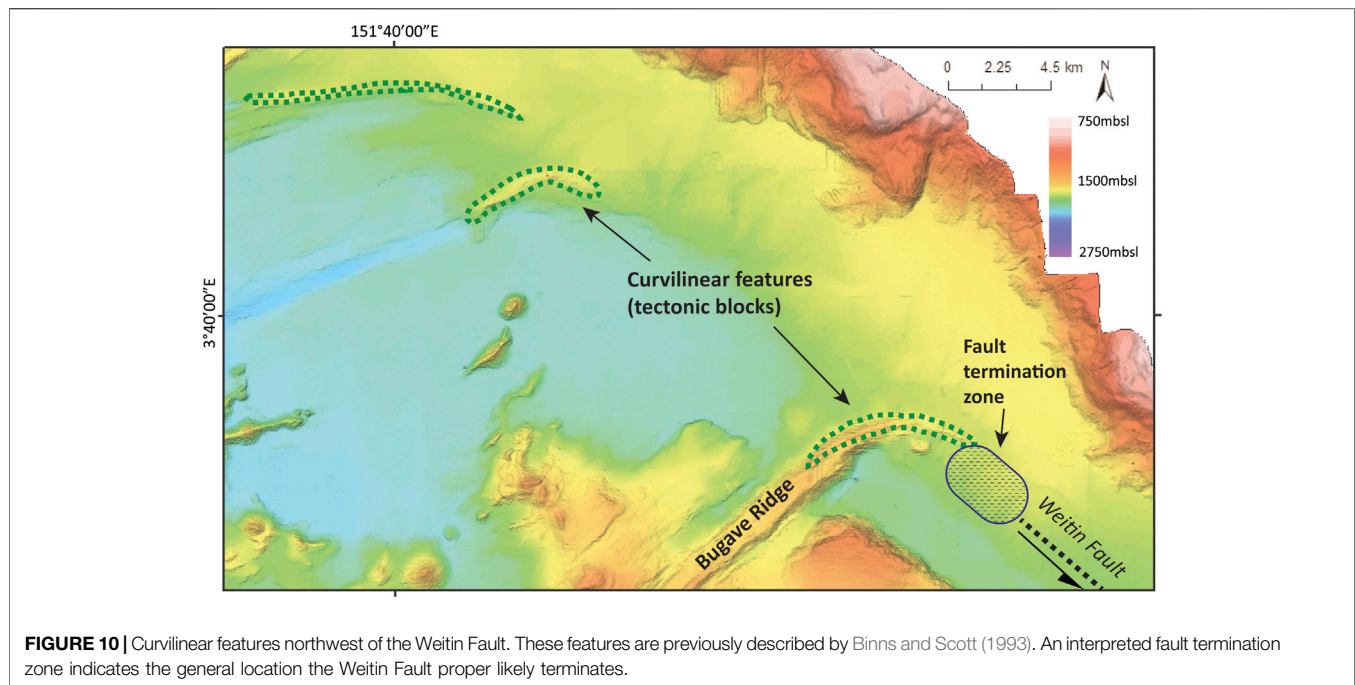 151°40'00"E
0 2.25 4.5 km
N
750mbsl
1500mbsl
2750mbsl
3°40'00"E
Curvilinear features
(tectonic blocks)
Fault
termination
zone
Bugave Ridge
Weitin Fault
FIGURE 10 | Curvilinear features northwest of the Weitin Fault. These features are previously described by Binns and Scott (1993). An interpreted fault termination
zone indicates the general location the Weitin Fault proper likely terminates.